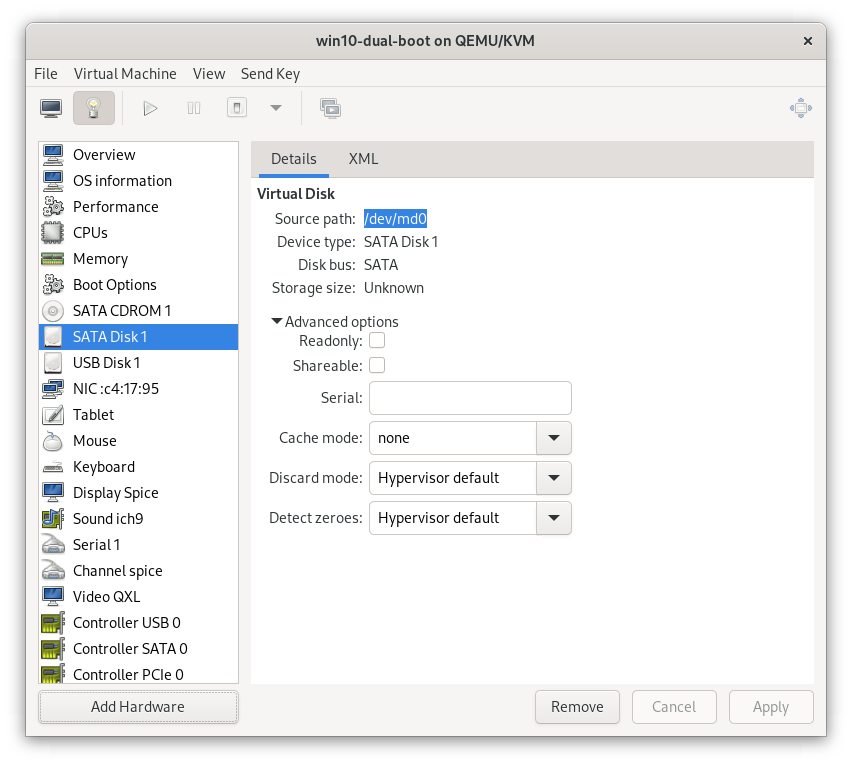 win10-dual-boot on QEMU/KVM
File Virtual Machine View Send Key
Overview
OS information
Performance
CPUs
Memory
Boot Options
SATA CDROM 1
SATA Disk 1
USB Disk 1
NIC :c4:17:95
Tablet
Mouse
Keyboard
Display Spice
Sound ich9
Serial 1
Channel spice
Video QXL
Controller USB 0
Controller SATA 0
Controller PCIe 0
Add Hardware
Details XML
Virtual Disk
Source path: /dev/md0
Device type: SATA Disk 1
Disk bus: SATA
Storage size: Unknown
Advanced options
Readonly:
Shareable:
Serial:
Cache mode: none
Discard mode: Hypervisor default
Detect zeroes: Hypervisor default
Remove Cancel Apply